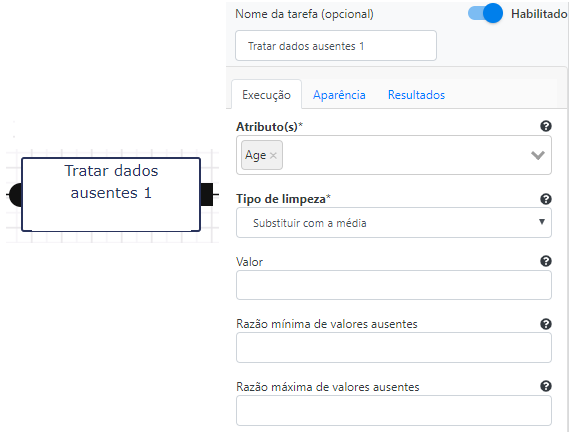 Tratar dados
ausentes 1
Nome da tarefa (opcional)
Habilitado
Tratar dados ausentes 1
Execução
Aparência
Resultados
Atributo(s)*
Age ×
Tipo de limpeza*
Substituir com a média
Valor
Razão mínima de valores ausentes
Razão máxima de valores ausentes